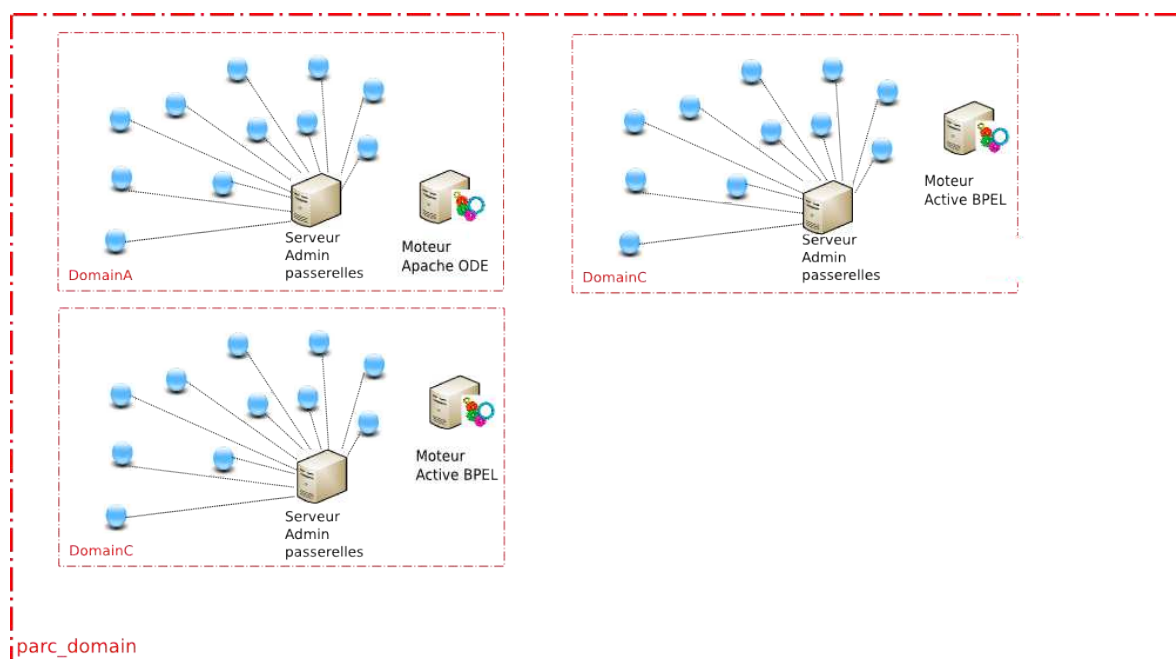 Serveur
Admin
passerelles
Moteur
Apache ODE
DomainA
Moteur
Active BPEL
Serveur
Admin
passerelles
DomainC
Moteur
Active BPEL
Serveur
Admin
passerelles
DomainC
parc_domain